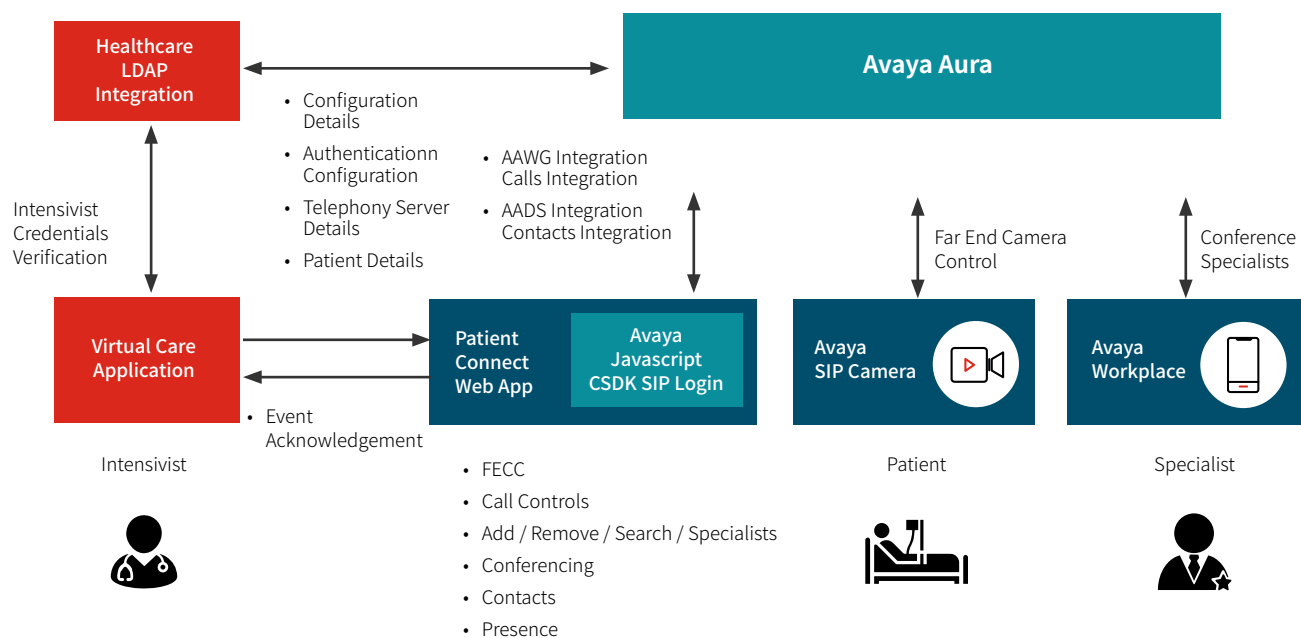 Healthcare
LDAP
Integration
Avaya Aura
• Configuration
Details
• Authenticationn
Configuration
• Telephony Server
Details
• Patient Details
• AAWG Integration
Calls Integration
• AADS Integration
Contacts Integration
Intensivist
Credentials
Verification
Far End Camera
Control
Conference
Specialists
Virtual Care
Application
Patient
Connect
Web App
Avaya
Javascript
CSDK SIP Login
Avaya
SIP Camera
Avaya
Workplace
• Event
Acknowledgement
Intensivist
• FECC
• Call Controls
• Add / Remove / Search / Specialists
• Conferencing
• Contacts
• Presence
Patient
Specialist